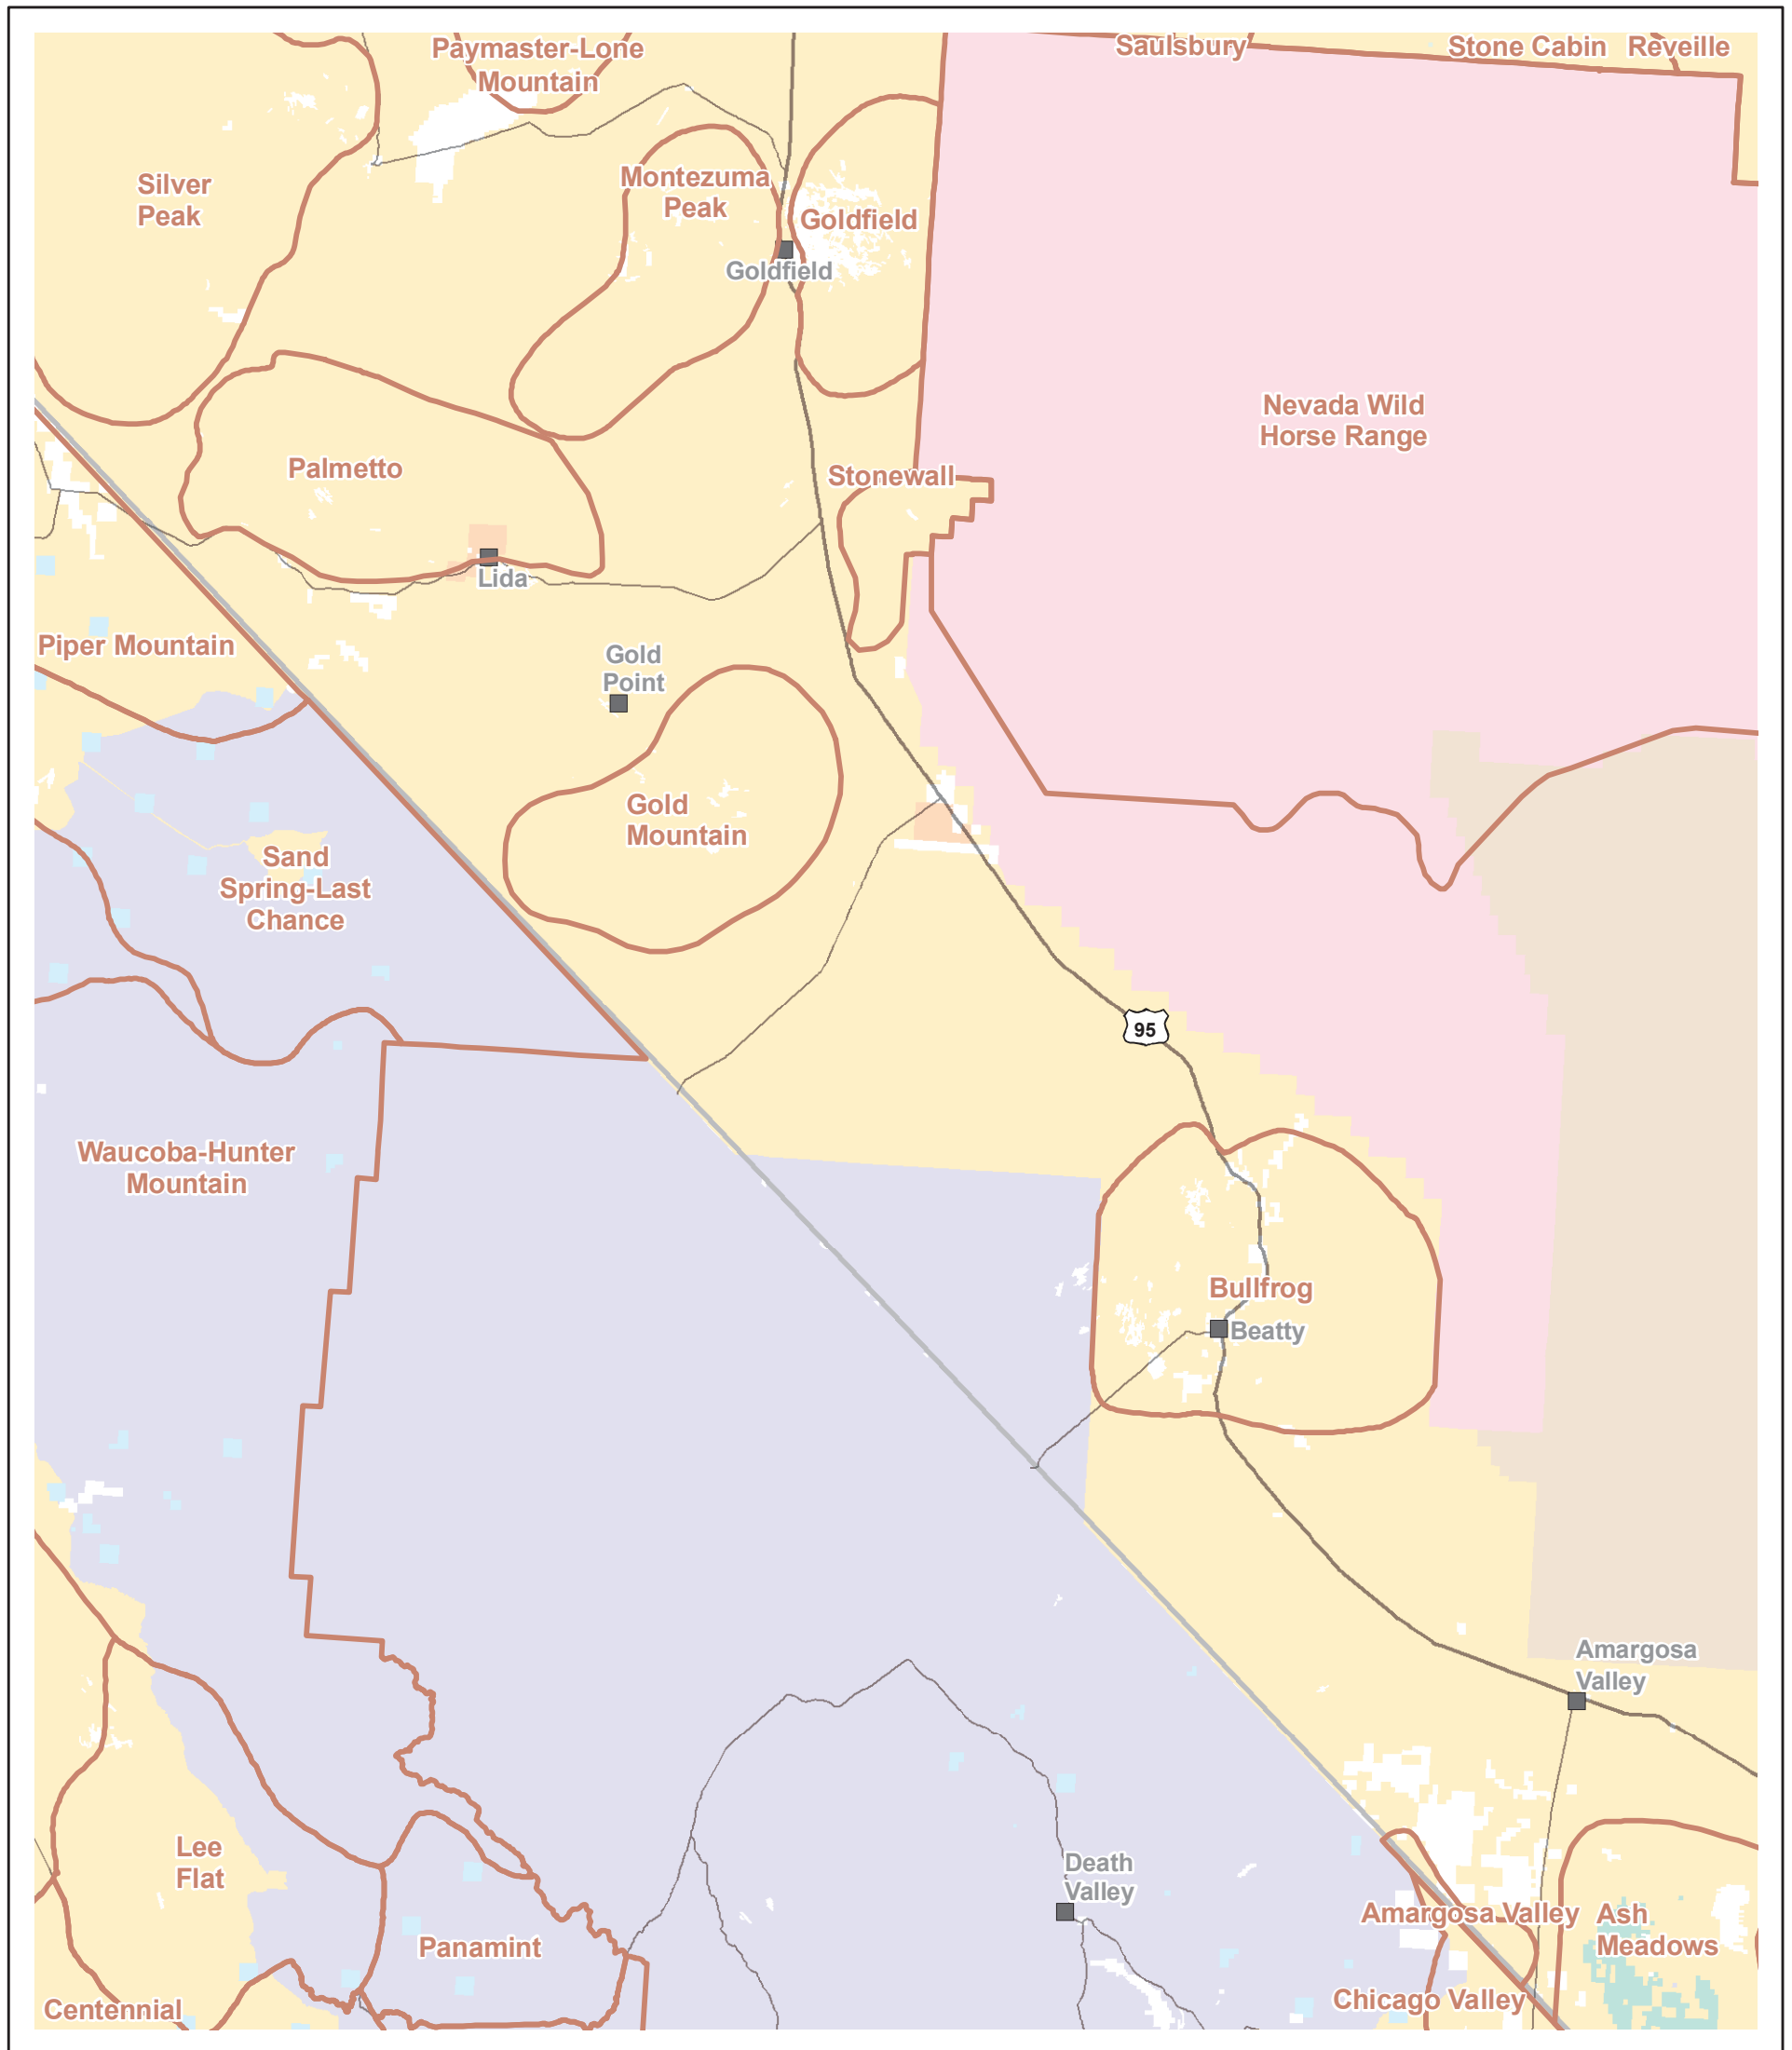 Paymaster-Lone
Mountain
Saulsbury
Stone Cabin
Reveille
Silver
Peak
Montezuma
Peak
Goldfield
Goldfield
Nevada Wild
Horse Range
Palmetto
Stonewall
Lida
Piper Mountain
Gold
Point
Gold
Mountain
Sand
Spring-Last
Chance
95
Waucoba-Hunter
Mountain
Bullfrog
Beatty
Amargosa
Valley
Lee
Flat
Death
Valley
Amargosa Valley
Ash
Meadows
Panamint
Centennial
Chicago Valley